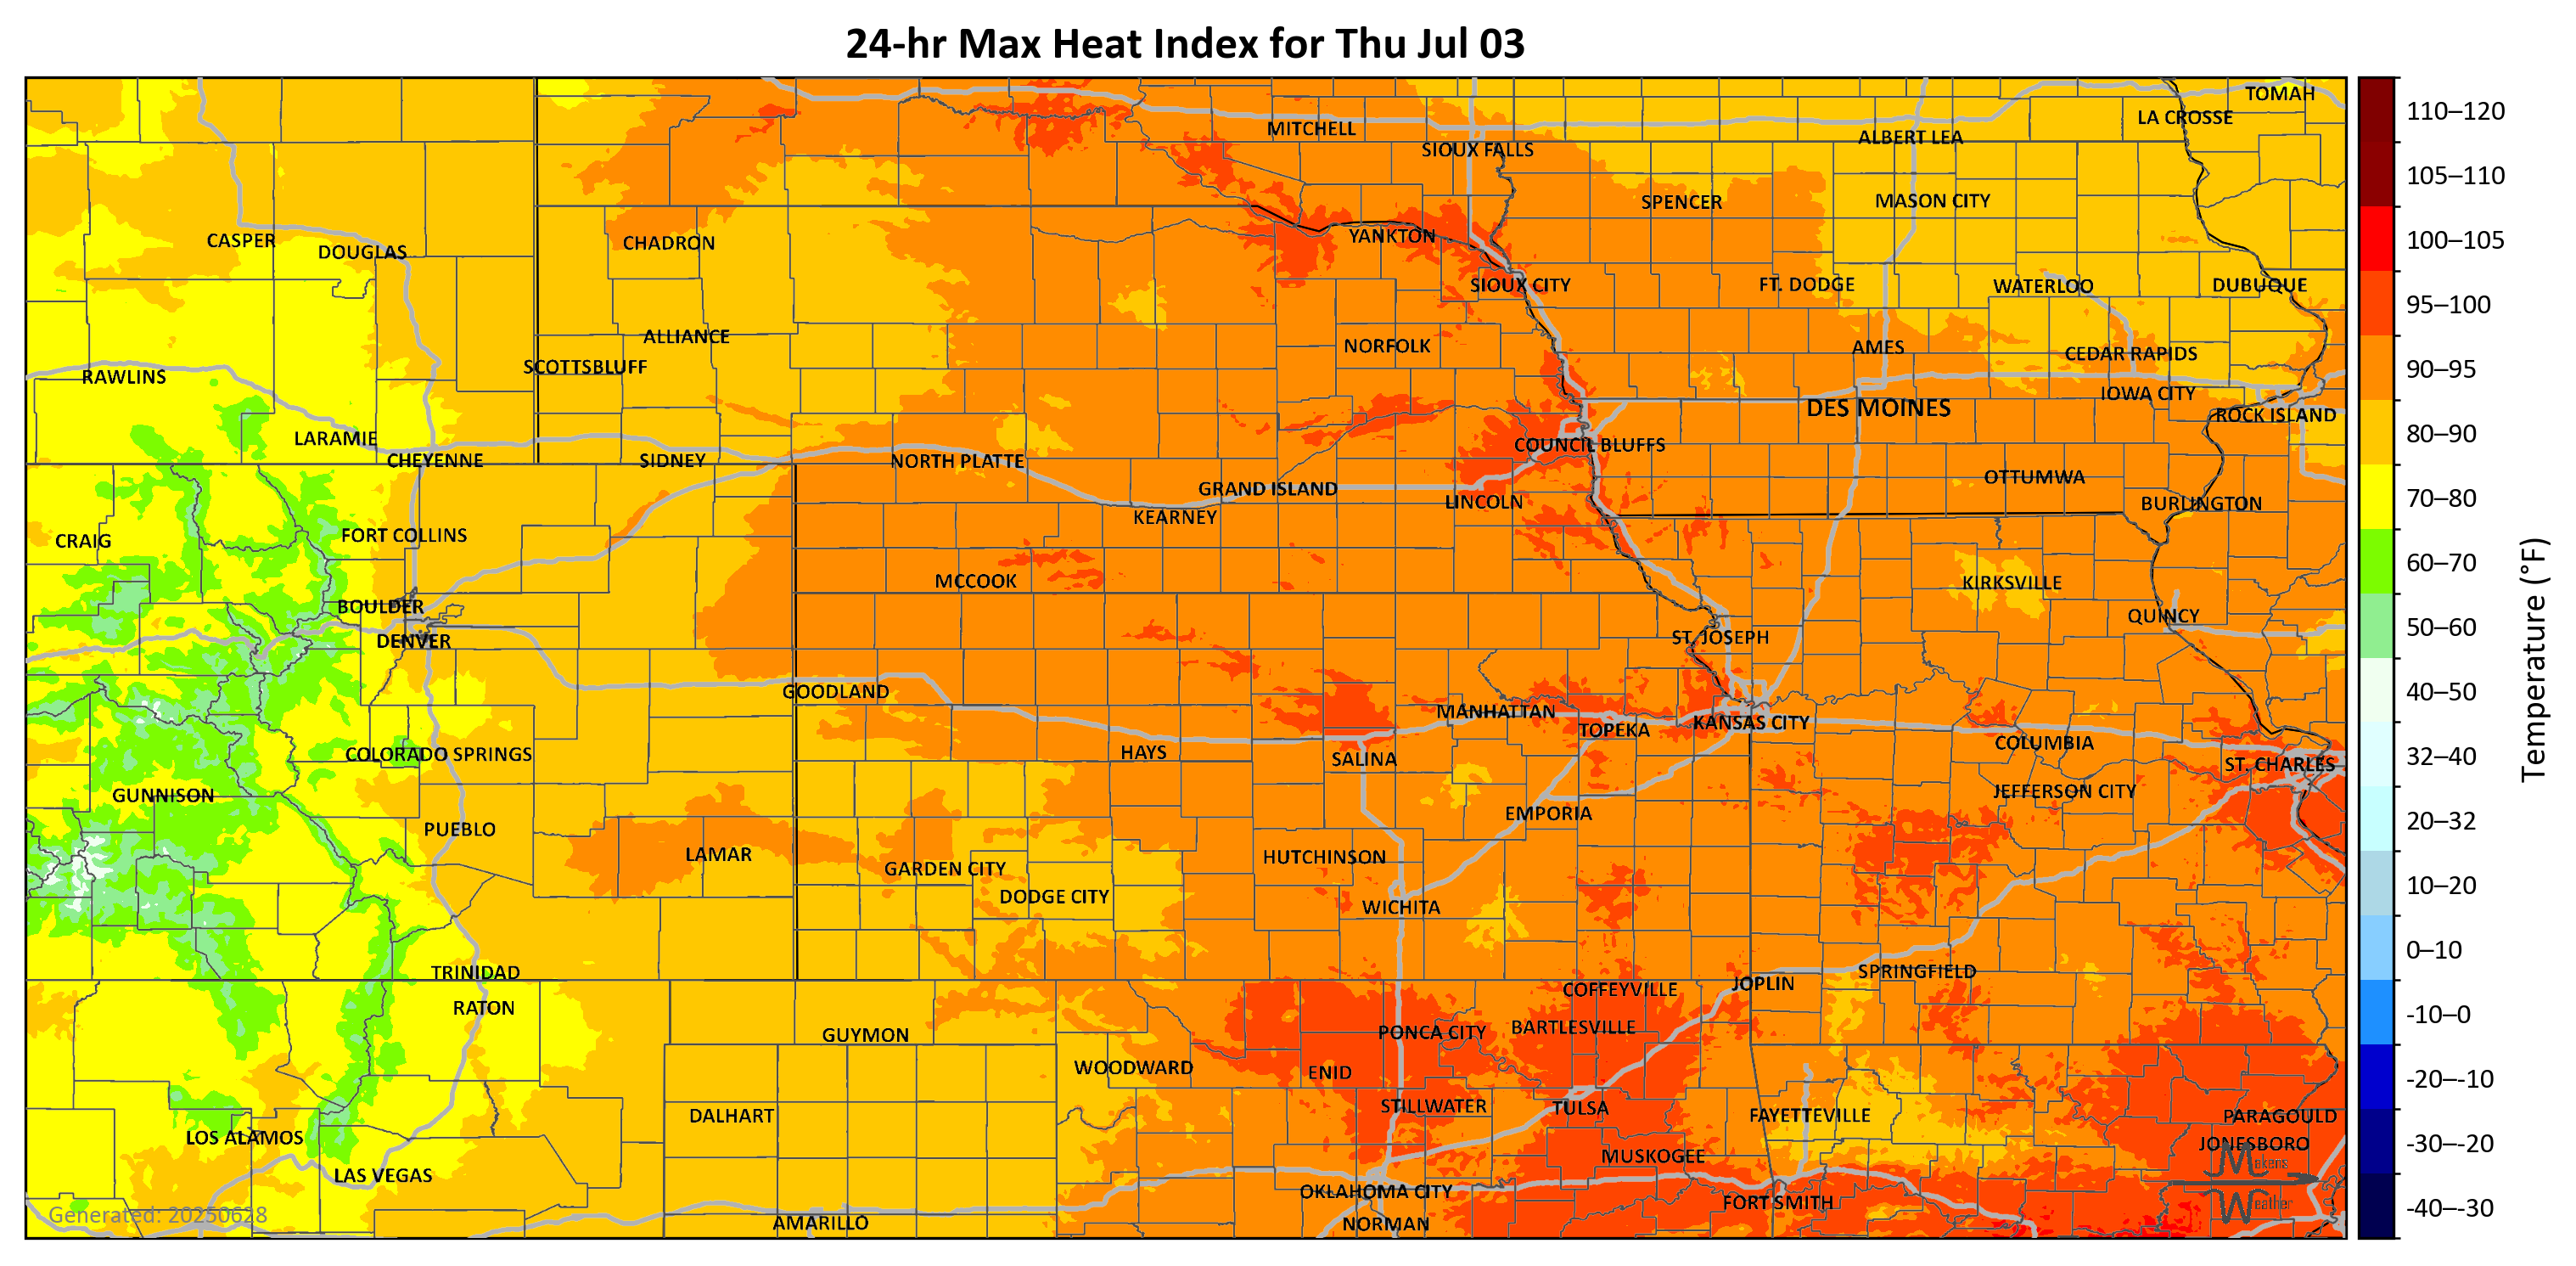 24-hr Max Heat Index for Thu Jul 03
TOMAH
LA CROSSE
MITCHELL
ALBERT LEA
SIOUX FALLS
SPENCER
MASON CITY
CASPER
DOUGLAS
CHADRON
YANKTON
SIOUX CITY
FT. DODGE
WATERLOO
DUBUQUE
ALLIANCE
NORFOLK
AMES
CEDAR RAPIDS
SCOTTSBLUFF
RAWLINS
IOWA CITY
DES MOINES
ROCK ISLAND
LARAMIE
COUNCIL BLUFFS
CHEYENNE
SIDNEY
NORTH PLATTE
OTTUMWA
GRAND ISLAND
LINCOLN
BURLINGTON
KEARNEY
FORT COLLINS
CRAIG
MCCOOK
KIRKSVILLE
BOULDER
QUINCY
DENVER
ST. JOSEPH
GOODLAND
MANHATTAN
TOPEKA
KANSAS CITY
COLUMBIA
COLORADO SPRINGS
HAYS
SALINA
ST. CHARLES
GUNNISON
JEFFERSON CITY
EMPORIA
PUEBLO
LAMAR
HUTCHINSON
GARDEN CITY
DODGE CITY
WICHITA
TRINIDAD
SPRINGFIELD
JOPLIN
COFFEYVILLE
RATON
GUYMON
PONCA CITY
BARTLESVILLE
WOODWARD
ENID
STILLWATER
TULSA
DALHART
FAYETTEVILLE
PARAGOULD
LOS ALAMOS
JONESBORO
MUSKOGEE
LAS VEGAS
OKLAHOMA CITY
FORT SMITH
AMARILLO
NORMAN
Makens
Weather
Generated: 20250628
110–120
105–110
100–105
95–100
90–95
80–90
70–80
60–70
50–60
40–50
32–40
20–32
10–20
0–10
-10–0
-20–-10
-30–-20
-40–-30
Temperature (°F)